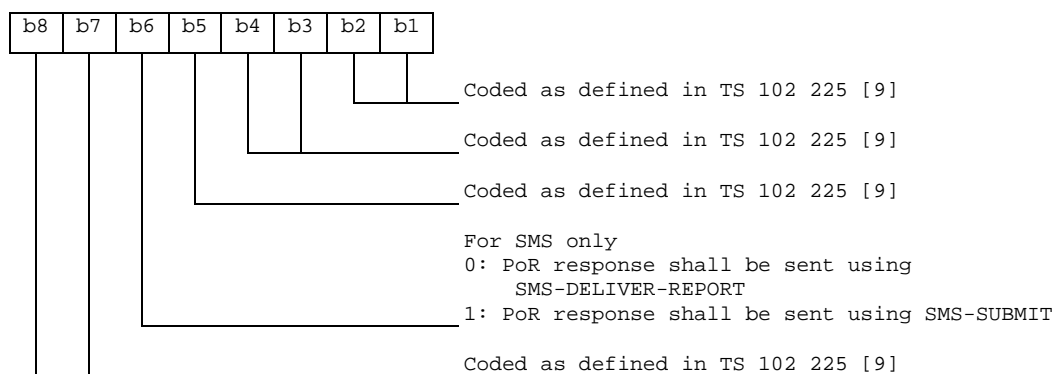 b8 b7 b6 b5 b4 b3 b2 b1
Coded as defined in TS 102 225 [9]
Coded as defined in TS 102 225 [9]
Coded as defined in TS 102 225 [9]
For SMS only
0: PoR response shall be sent using
SMS-DELIVER-REPORT
1: PoR response shall be sent using SMS-SUBMIT
Coded as defined in TS 102 225 [9]